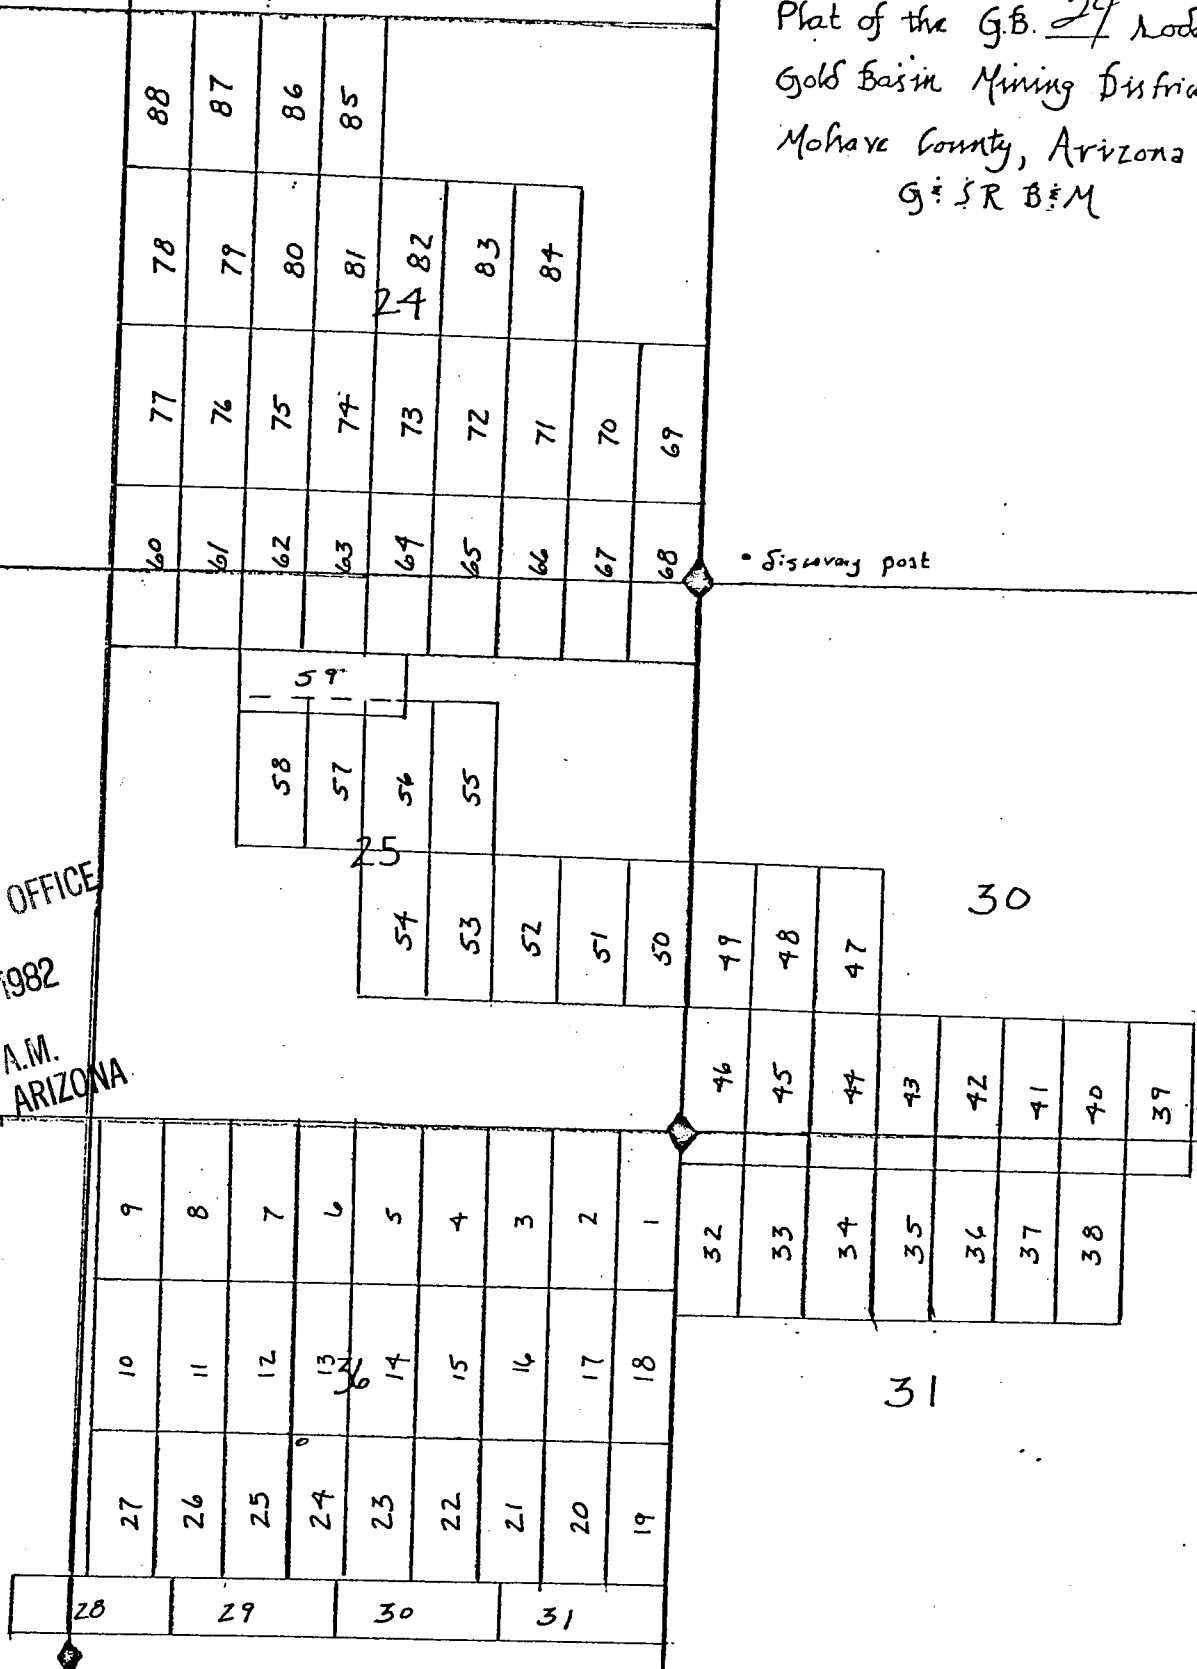 Plat of the G.B. 24 Lode
Gold Basin Mining Distric
Mohave County, Arizona
G & S R B & M
88 87 86 85
78 79 80 81 82 83 84
24
77 76 75 74 73 72 71 70 69
60 61 62 63 64 65 66 67 68
• discovery post
59
58 57 56 55
25
OFFICE
30
54 53 52 51 50 49 48 47
1982
A.M.
ARIZONA
46 45 44 43 42 41 40 39
9 8 7 6 5 4 3 2 1
32 33 34 35 36 37 38
10 11 12 13 14 15 16 17 18
36
31
27 26 25 24 23 22 21 20 19
28 29 30 31